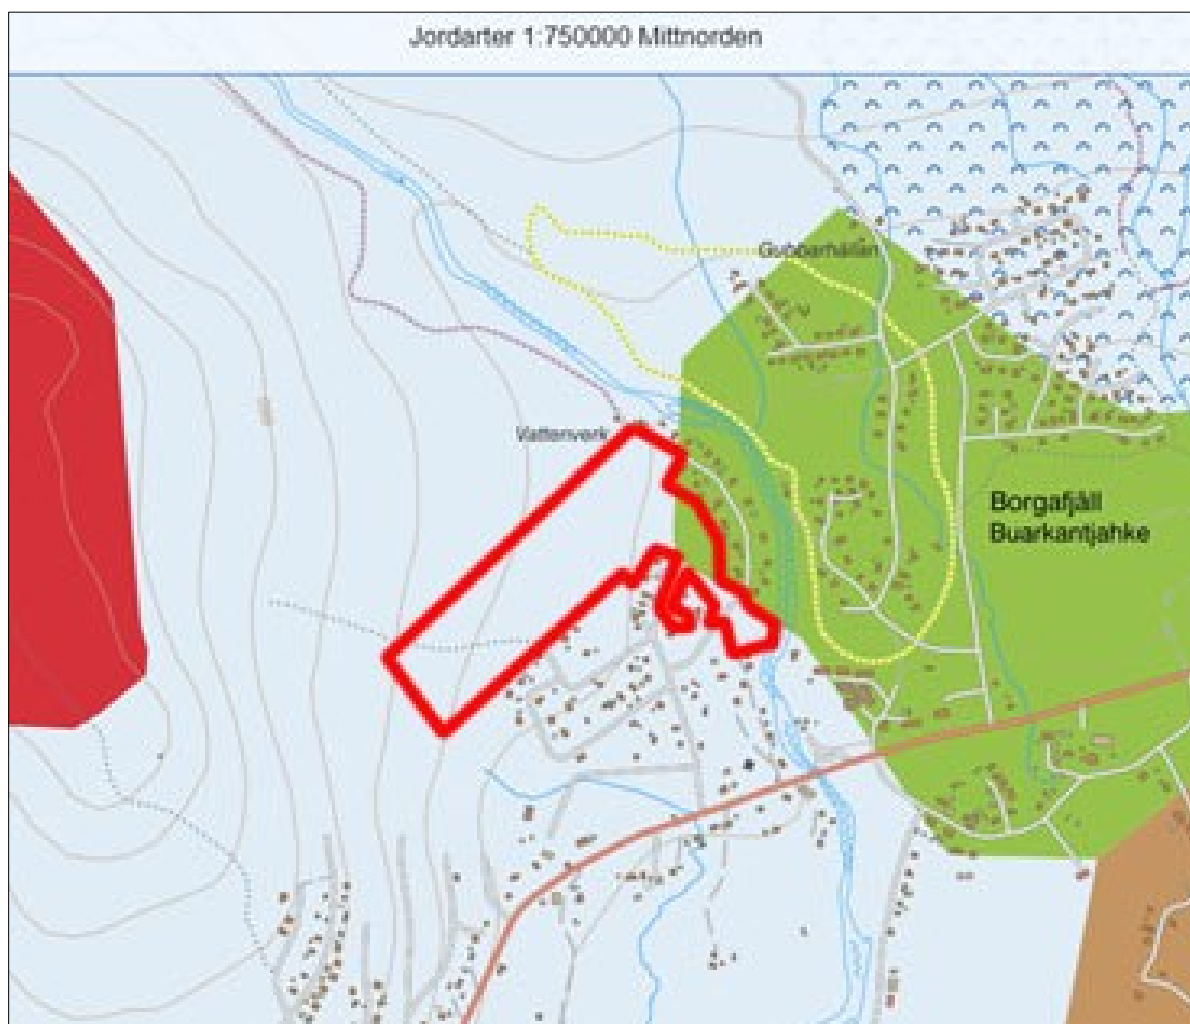 Jordarter 1:750000 Mittnorden
Gubbarhällan
Vattenverk
Borgafjäll
Buarkantjahke